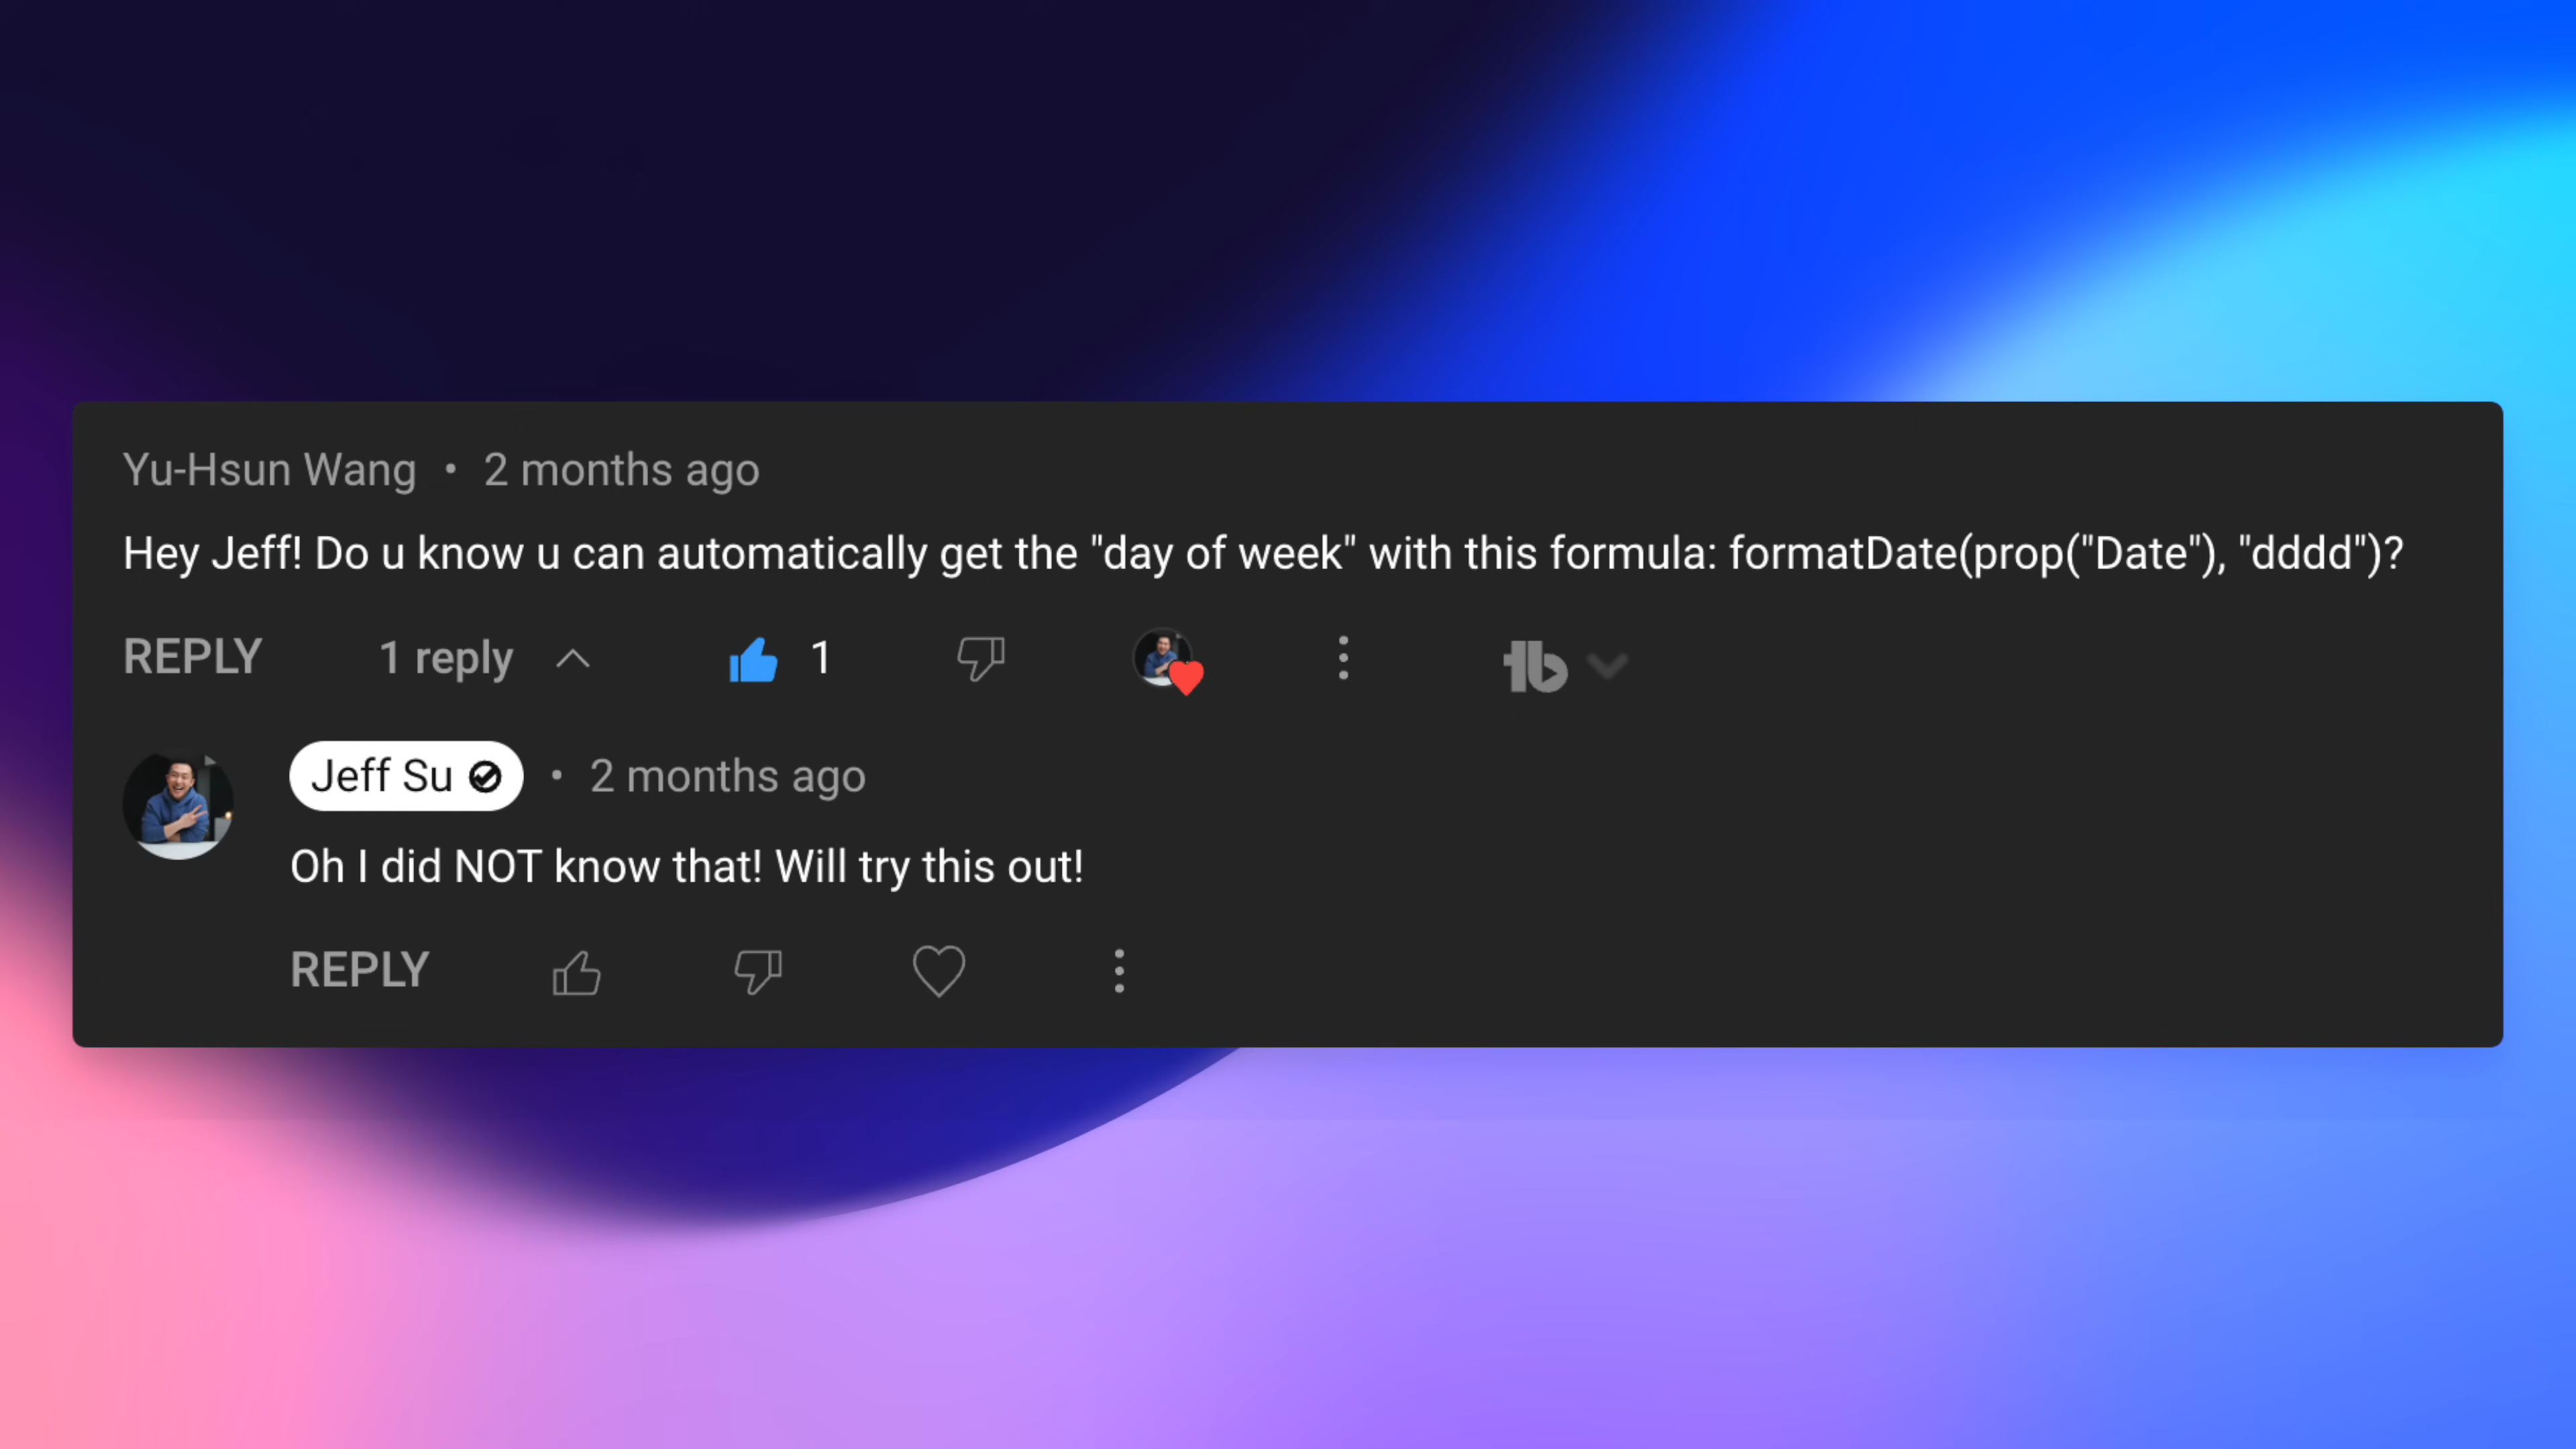 Yu-Hsun Wang • 2 months ago
Hey Jeff! Do u know u can automatically get the "day of week" with this formula: formatDate(prop("Date"), "dddd")?
REPLY 1 reply 1
Jeff Su • 2 months ago
Oh I did NOT know that! Will try this out!
REPLY